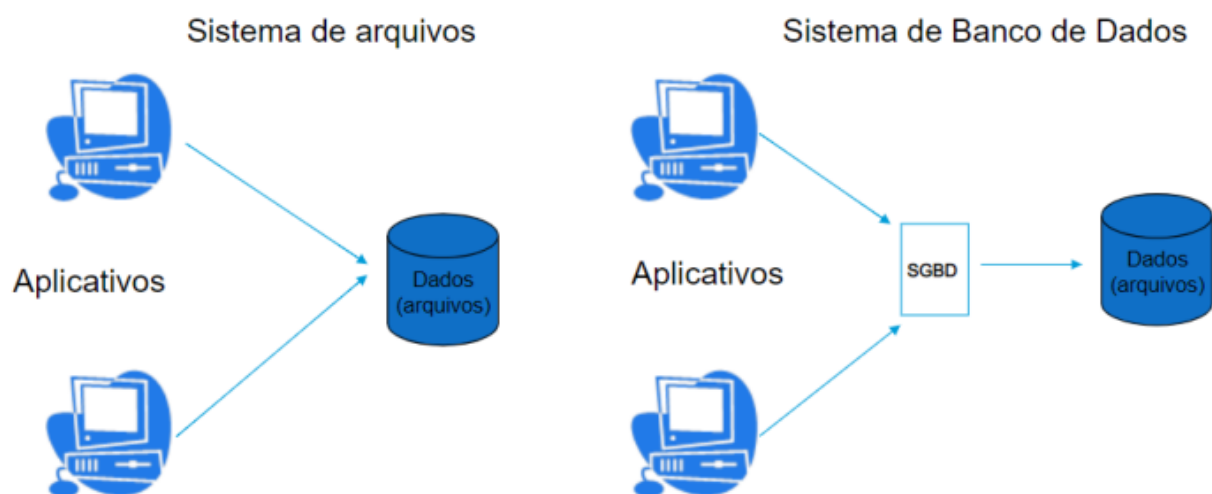 Sistema de arquivos
Aplicativos
Dados
(arquivos)
Sistema de Banco de Dados
Aplicativos
SGBD
Dados
(arquivos)